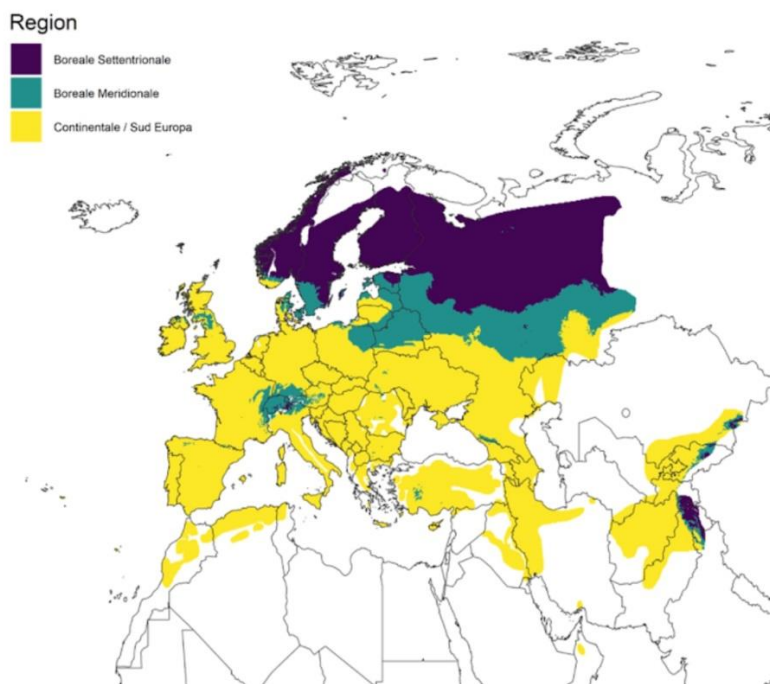 Region
Boreale Settentrionale
Boreale Meridionale
Continentale / Sud Europa